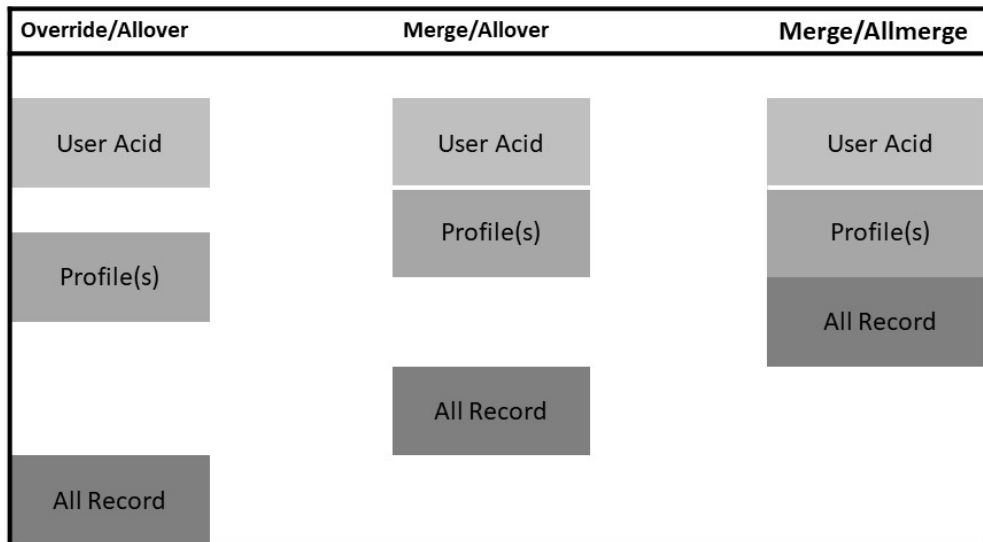 Override/Allover
Merge/Allover
Merge/Allmerge
User Acid
User Acid
User Acid
Profile(s)
Profile(s)
Profile(s)
All Record
All Record
All Record